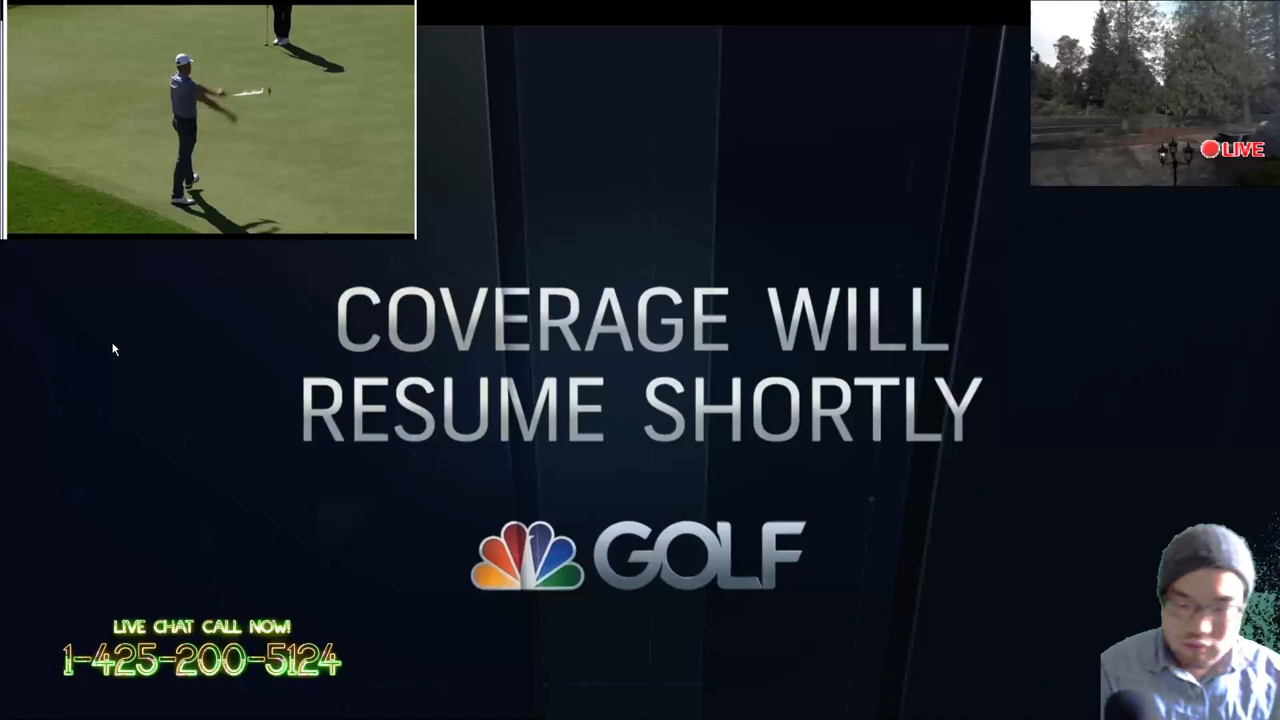 LIVE
COVERAGE WILL
RESUME SHORTLY
GOLF
LIVE CHAT CALL NOW!
1-425-200-5124